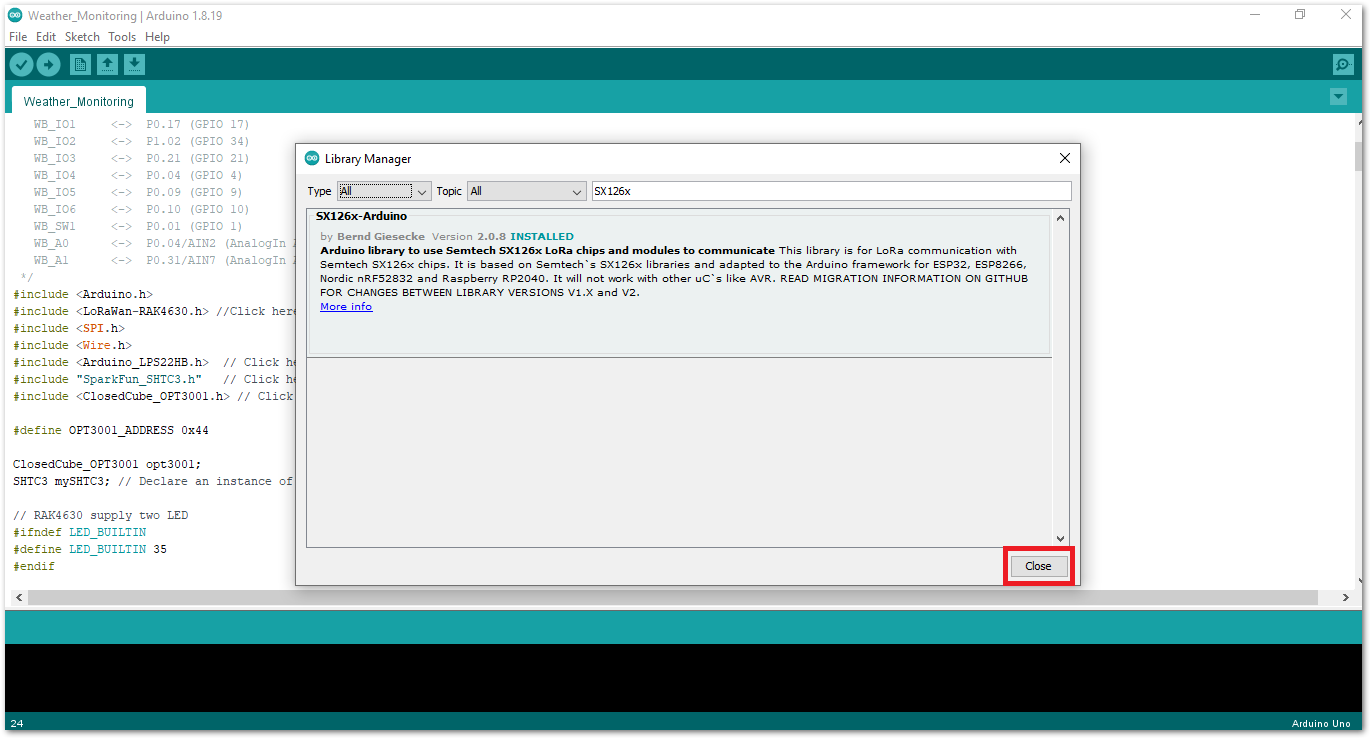 Weather_Monitoring | Arduino 1.8.19
File Edit Sketch Tools Help
Weather_Monitoring
WB_IO1 <-> P0.17 (GPIO 17)
WB_IO2 <-> P1.02 (GPIO 34)
WB_IO3 <-> P0.21 (GPIO 21)
WB_IO4 <-> P0.04 (GPIO 4)
WB_IO5 <-> P0.09 (GPIO 9)
WB_IO6 <-> P0.10 (GPIO 10)
WB_SW1 <-> P0.01 (GPIO 1)
WB_A0 <-> P0.04/AIN2 (AnalogIn
WB_A1 <-> P0.31/AIN7 (AnalogIn
*/
#include <Arduino.h>
#include <LoRaWan-RAK4630.h> //Click here
#include <SPI.h>
#include <Wire.h>
#include <Arduino_LPS22HB.h> // Click
#include "SparkFun_SHTC3.h" // Click
#include <ClosedCube_OPT3001.h> // Click
#define OPT3001_ADDRESS 0x44
ClosedCube_OPT3001 opt3001;
SHTC3 mySHTC3; // Declare an instance of
// RAK4630 supply two LED
#ifndef LED_BUILTIN
#define LED_BUILTIN 35
#endif
Library Manager
Type All Topic All SX126x
SX126x-Arduino
by Bernd Giesecke Version 2.0.8 INSTALLED
Arduino library to use Semtech SX126x LoRa chips and modules to communicate This library is for LoRa communication with
Semtech SX126x chips. It is based on Semtech`s SX126x libraries and adapted to the Arduino framework for ESP32, ESP8266,
Nordic nRF52832 and Raspberry RP2040. It will not work with other uC`s like AVR. READ MIGRATION INFORMATION ON GITHUB
FOR CHANGES BETWEEN LIBRARY VERSIONS V1.X and V2.
More info
Close
24
Arduino Uno